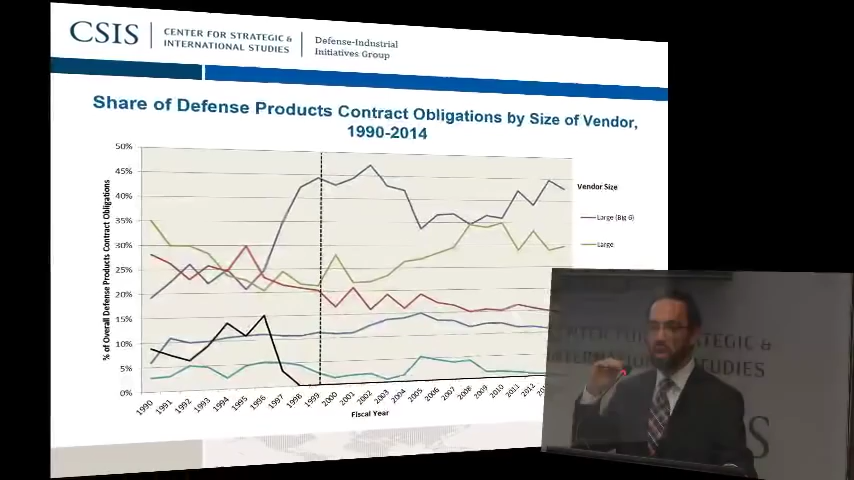 CSIS
CENTER FOR STRATEGIC &
INTERNATIONAL STUDIES
Defense-Industrial
Initiatives Group
Share of Defense Products Contract Obligations by Size of Vendor,
1990-2014
50%
45%
40%
35%
30%
25%
20%
15%
10%
5%
0%
% of Overall Defense Products Contract Obligations
1990 1991 1992 1993 1994 1995 1996 1997 1998 1999 2000 2001 2002 2003 2004 2005 2006 2007 2008 2009 2010 2011 2012
Fiscal Year
Vendor Size
Large (Big 6)
Large
STRATEGIC &
STUDIES
S